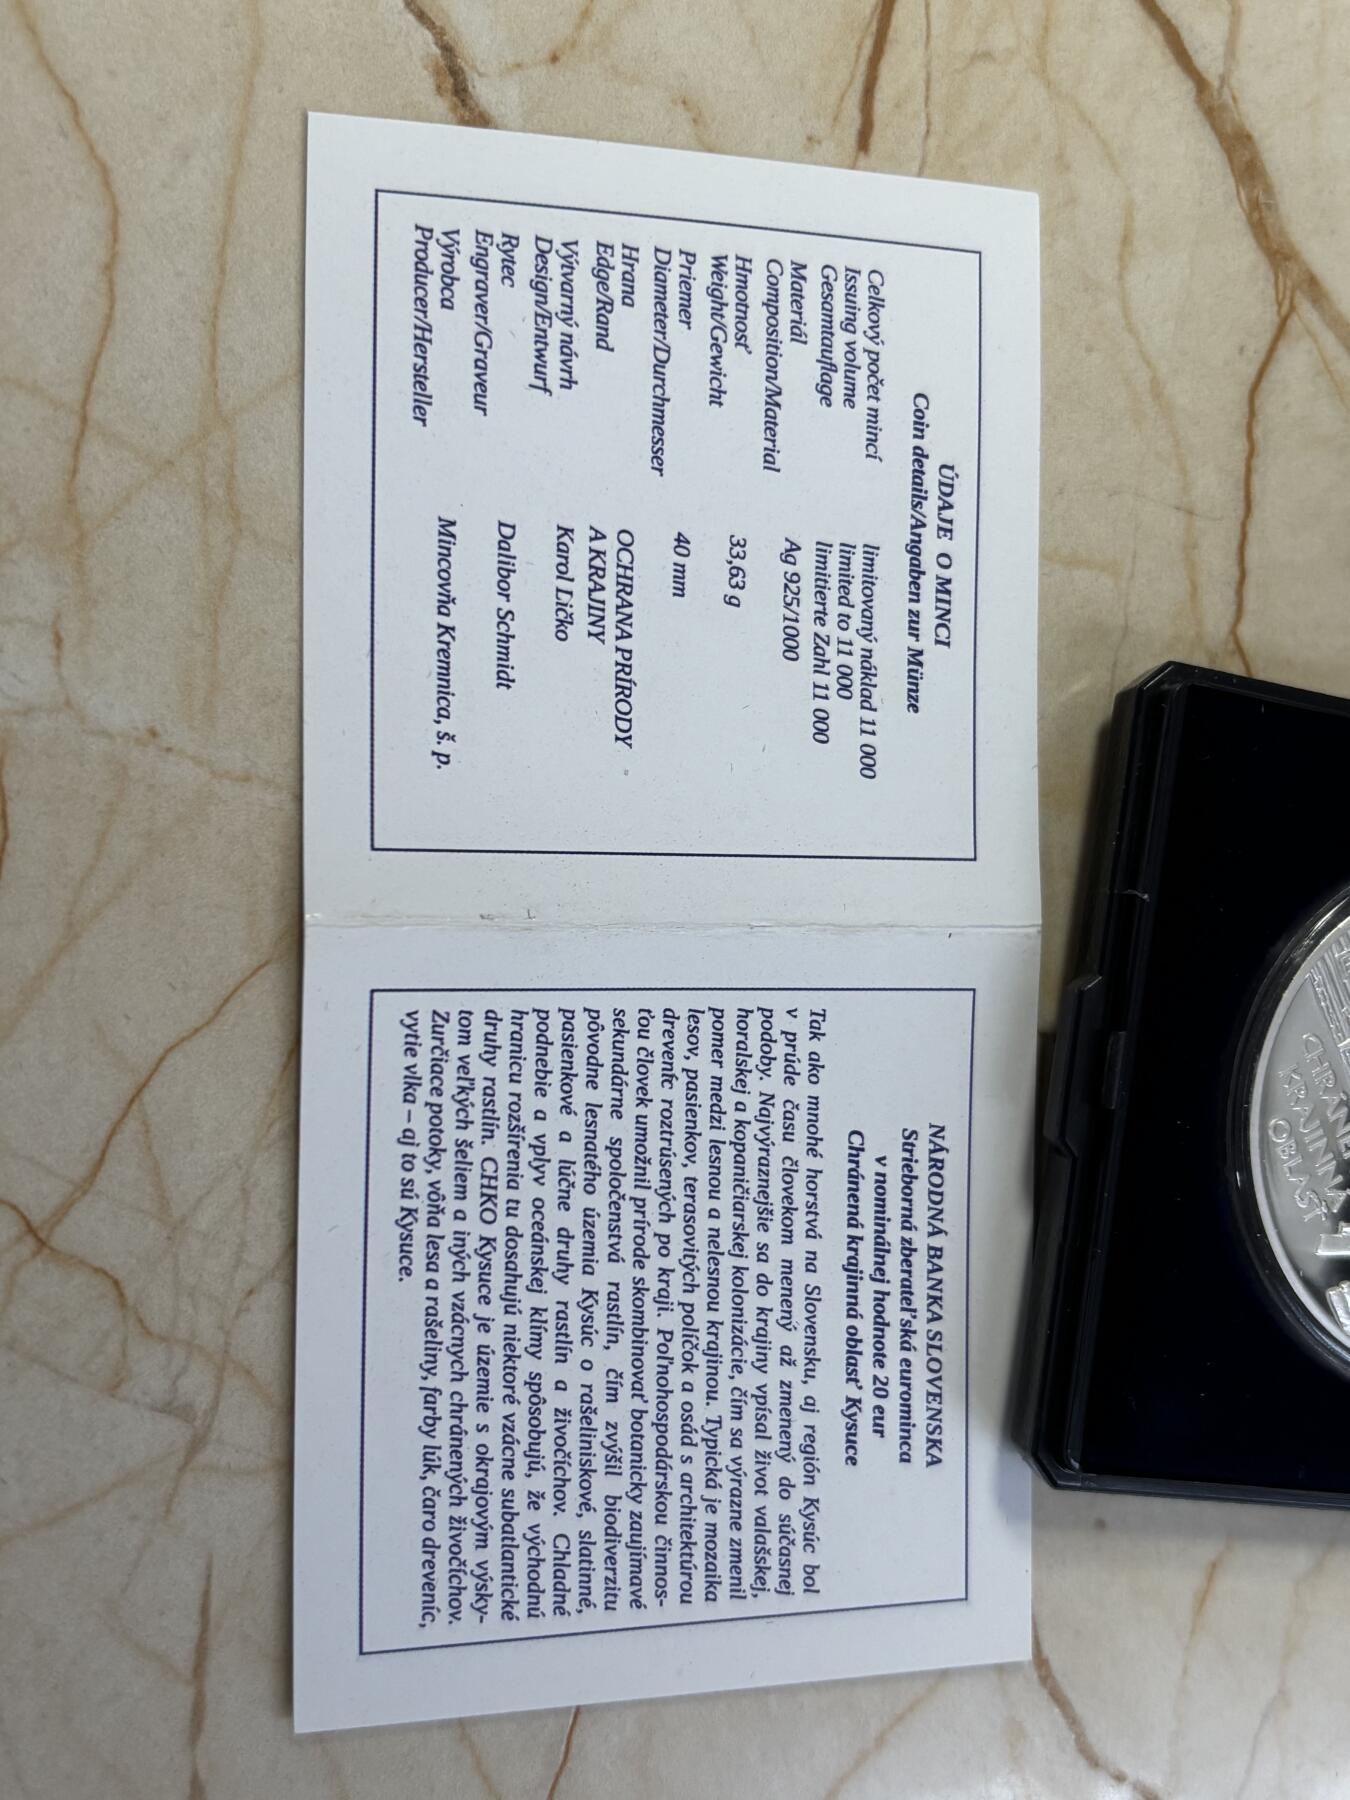 ÚDAJE O MINCI
Coin details/Angaben zur Münze
Celkový počet mincí limitovaný náklad 11 000
Issuing volume limited to 11 000
Gesamtauflage limitierte Zahl 11 000
Materiál Ag 925/1000
Composition/Material
Hmotnosť 33,63 g
Weight/Gewicht
Priemer 40 mm
Diameter/Durchmesser
Hrana OCHRANA PRÍRODY
Edge/Rand A KRAJINY
Výtvarný návrh Karol Ličko
Design/Entwurf
Rytec Dalibor Schmidt
Engraver/Graveur
Výrobca Mincovňa Kremnica, š. p.
Producer/Hersteller
NÁRODNÁ BANKA SLOVENSKA
Strieborná zberateľská eurominca
v nominálnej hodnote 20 eur
Chránená krajinná oblasť Kysuce
Tak ako mnohé horstvá na Slovensku, aj región Kysúc bol
v prúde času človekom menený až zmenený do súčasnej
podoby. Najvýraznejšie sa do krajiny vpísal život valašskej,
horalskej a kopaničiarskej kolonizácie, čím sa výrazne zmenil
pomer medzi lesnou a nelesnou krajinou. Typická je mozaika
lesov, pasienkov, terasovitých políčok a osád s architektúrou
dreveníc roztrúsených po kraji. Poľnohospodárskou činnos-
ťou človek umožnil prírode skombinovať botanicky zaujímavé
sekundárne spoločenstvá rastlín, čím zvýšil biodiverzitu
pôvodne lesnatého územia Kysúc o rašeliniskové, slatinné,
pasienkové a lúčne druhy rastlín a živočíchov. Chladné
podnebie a vplyv oceánskej klímy spôsobujú, že východnú
hranicu rozšírenia tu dosahujú niektoré vzácne subatlantické
druhy rastlín. CHKO Kysuce je územie s okrajovým výsky-
tom veľkých šeliem a iných vzácnych chránených živočíchov.
Zurčiace potoky, vôňa lesa a rašeliny, farby lúk, čaro dreveníc,
vytie vlka – aj to sú Kysuce.
KRAJINNÁ
OBLASŤ